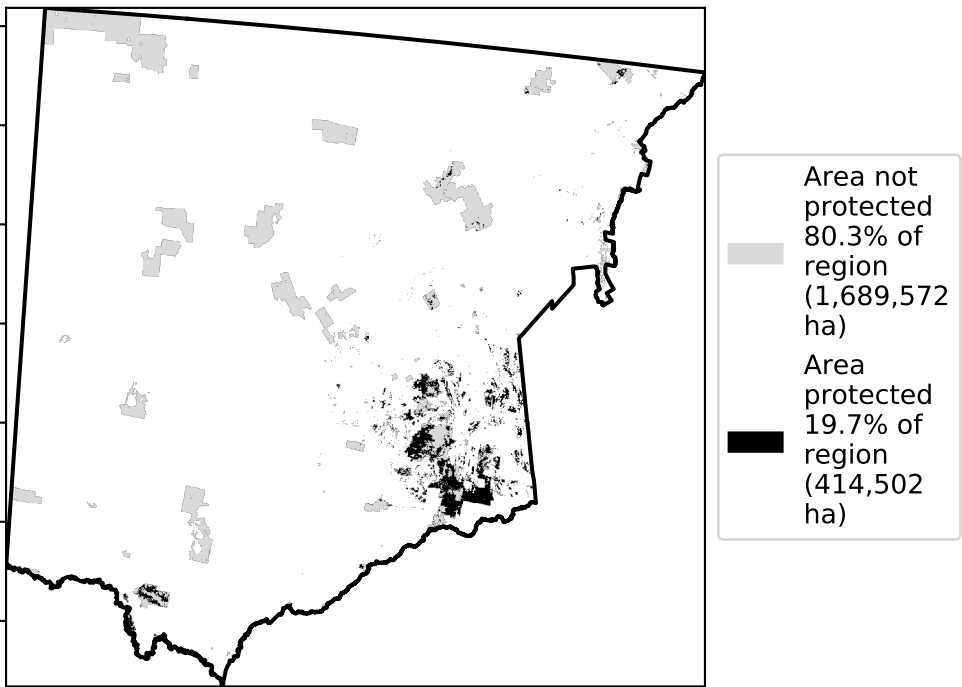 Area not
protected
80.3% of
region
(1,689,572
ha)
Area
protected
19.7% of
region
(414,502
ha)